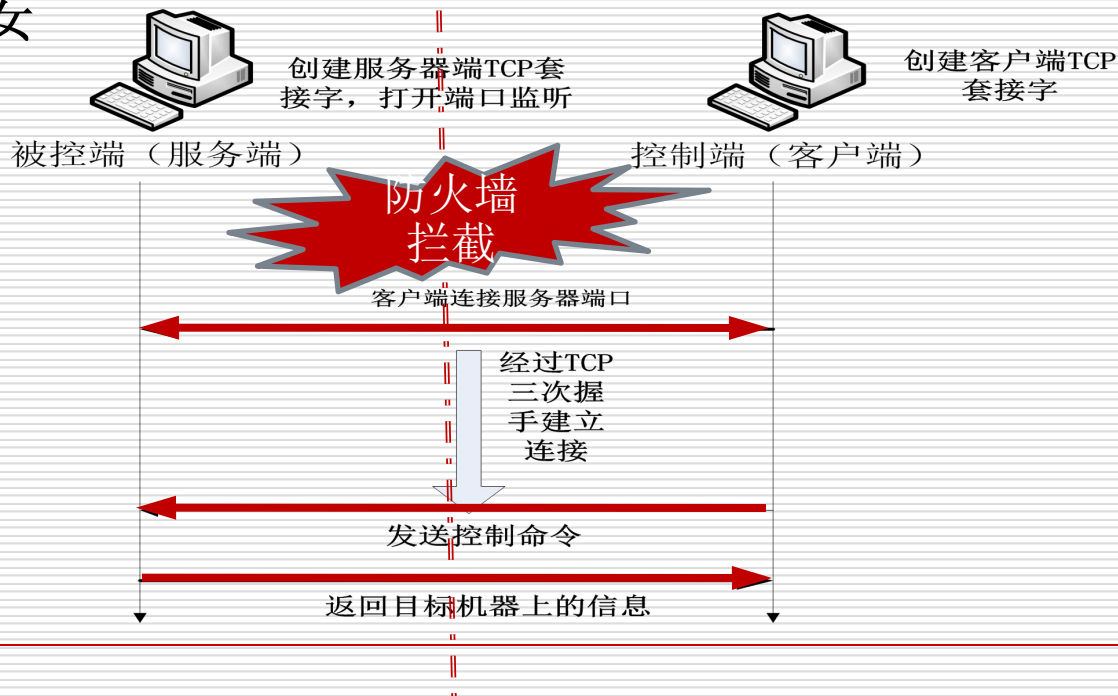 创建服务器端TCP套
接字，打开端口监听
创建客户端TCP
套接字
被控端（服务端）
控制端（客户端）
防火墙
拦截
客户端连接服务器端口
经过TCP
三次握
手建立
连接
发送控制命令
返回目标机器上的信息